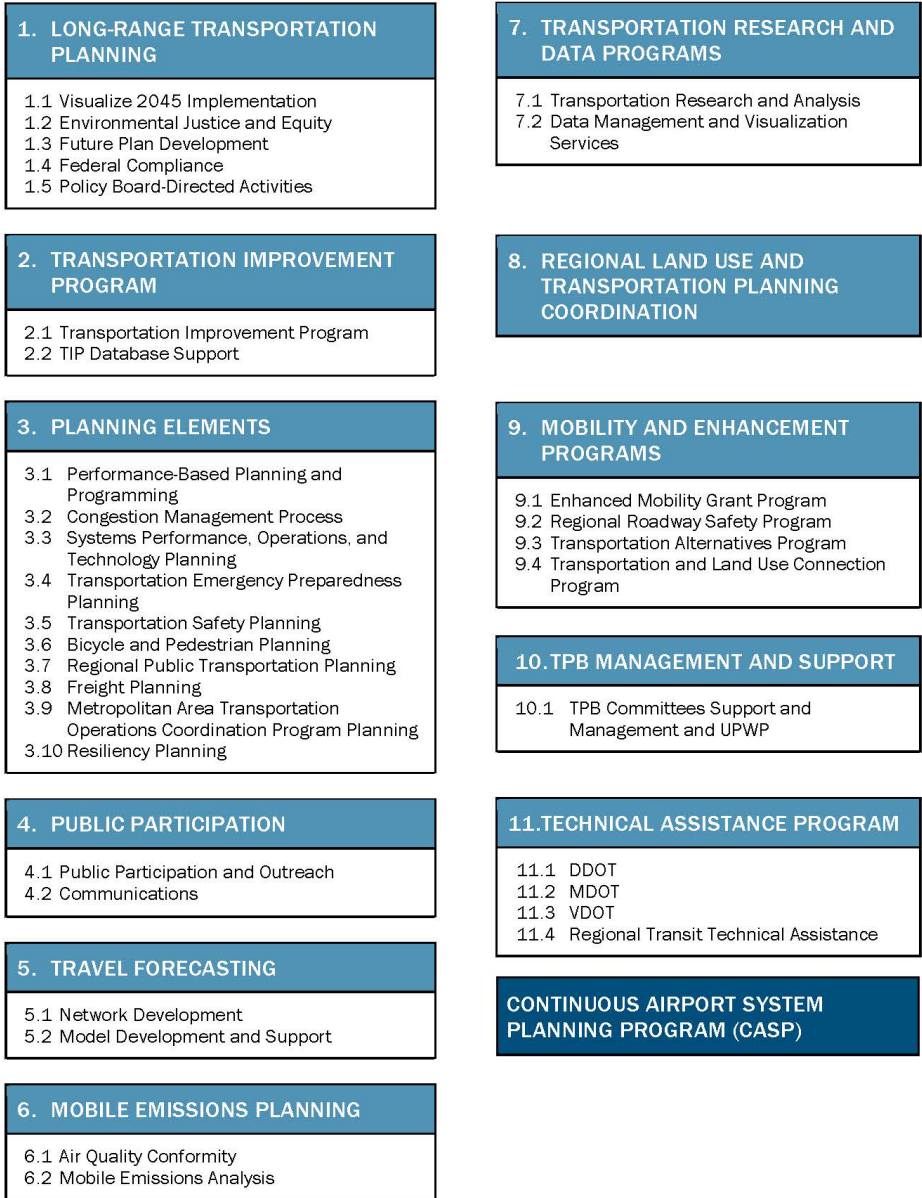 1. LONG-RANGE TRANSPORTATION
PLANNING
1.1 Visualize 2045 Implementation
1.2 Environmental Justice and Equity
1.3 Future Plan Development
1.4 Federal Compliance
1.5 Policy Board-Directed Activities
2. TRANSPORTATION IMPROVEMENT
PROGRAM
2.1 Transportation Improvement Program
2.2 TIP Database Support
3. PLANNING ELEMENTS
3.1 Performance-Based Planning and
Programming
3.2 Congestion Management Process
3.3 Systems Performance, Operations, and
Technology Planning
3.4 Transportation Emergency Preparedness
Planning
3.5 Transportation Safety Planning
3.6 Bicycle and Pedestrian Planning
3.7 Regional Public Transportation Planning
3.8 Freight Planning
3.9 Metropolitan Area Transportation
Operations Coordination Program Planning
3.10 Resiliency Planning
4. PUBLIC PARTICIPATION
4.1 Public Participation and Outreach
4.2 Communications
5. TRAVEL FORECASTING
5.1 Network Development
5.2 Model Development and Support
6. MOBILE EMISSIONS PLANNING
6.1 Air Quality Conformity
6.2 Mobile Emissions Analysis
7. TRANSPORTATION RESEARCH AND
DATA PROGRAMS
7.1 Transportation Research and Analysis
7.2 Data Management and Visualization
Services
8. REGIONAL LAND USE AND
TRANSPORTATION PLANNING
COORDINATION
9. MOBILITY AND ENHANCEMENT
PROGRAMS
9.1 Enhanced Mobility Grant Program
9.2 Regional Roadway Safety Program
9.3 Transportation Alternatives Program
9.4 Transportation and Land Use Connection
Program
10.TPB MANAGEMENT AND SUPPORT
10.1 TPB Committees Support and
Management and UPWP
11.TECHNICAL ASSISTANCE PROGRAM
11.1 DDOT
11.2 MDOT
11.3 VDOT
11.4 Regional Transit Technical Assistance
CONTINUOUS AIRPORT SYSTEM
PLANNING PROGRAM (CASP)